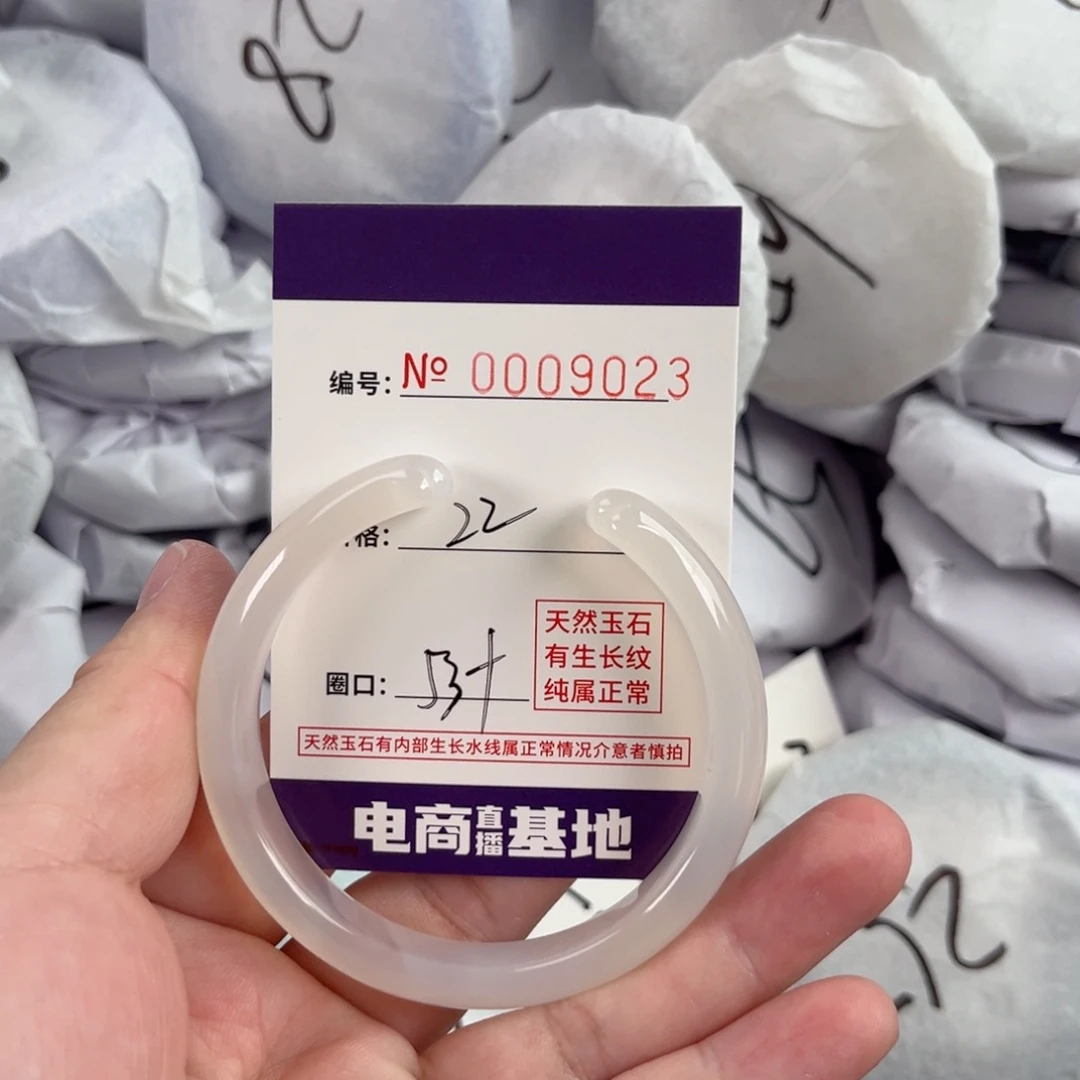 编号: № 0009023
格: 22
天然玉石
有生长纹
纯属正常
圈口: 53+
天然玉石有内部生长水线属正常情况介意者慎拍
电商直播基地